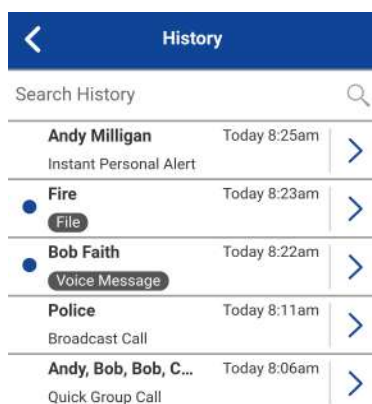 History
Search History
Andy Milligan Today 8:25am
Instant Personal Alert
Fire Today 8:23am
File
Bob Faith Today 8:22am
Voice Message
Police Today 8:11am
Broadcast Call
Andy, Bob, Bob, C... Today 8:06am
Quick Group Call